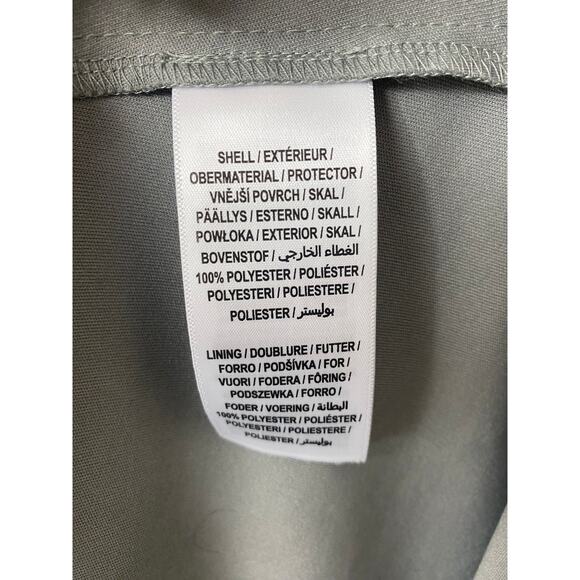 SHELL / EXTÉRIEUR /
OBERMATERIAL / PROTECTOR /
VNĚJŠÍ POVRCH / SKAL /
PÄÄLLYS / ESTERNO / SKALL /
POWŁOKA / EXTERIOR / SKAL /
BOVENSTOF / الغطاء الخارجي /
100% POLYESTER / POLIÉSTER /
POLYESTERI / POLIESTERE /
POLIESTER / بوليستر
LINING / DOUBLURE / FUTTER /
FORRO / PODŠÍVKA / FOR /
VUORI / FODERA / FÔRING /
PODSZEWKA / FORRO /
FODER / VOERING / البطانة /
100% POLYESTER / POLIÉSTER /
POLYESTERI / POLIESTERE /
POLIESTER / بوليستر